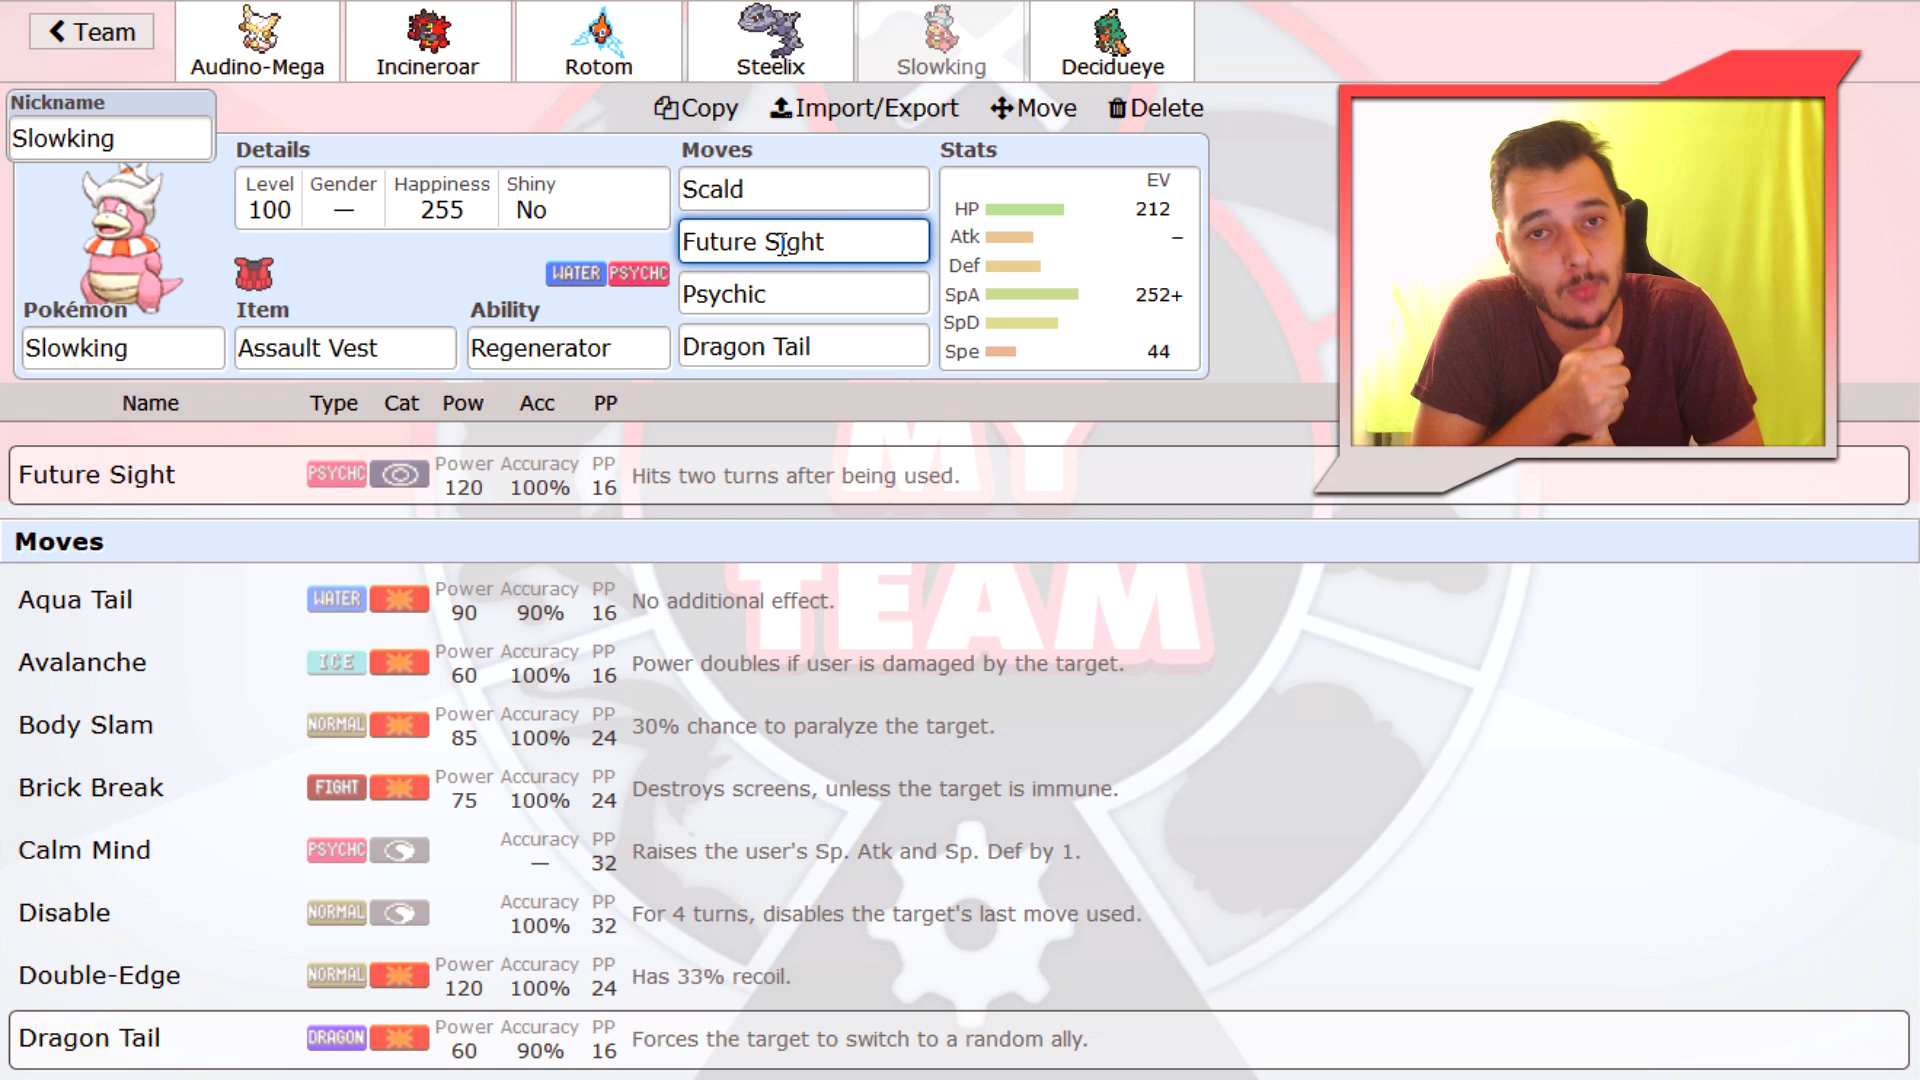 Team
Audino-Mega
Incineroar
Rotom
Steelix
Slowking
Decidueye
Nickname
Slowking
Copy
Import/Export
Move
Delete
Details
Level
100
Gender
—
Happiness
255
Shiny
No
WATER
PSYCHC
Pokémon
Slowking
Item
Assault Vest
Ability
Regenerator
Moves
Scald
Future Sight
Psychic
Dragon Tail
Stats
EV
HP 212
Atk –
Def
SpA 252+
SpD
Spe 44
Name Type Cat Pow Acc PP
MY
Future Sight PSYCHC Power 120 Accuracy 100% PP 16 Hits two turns after being used.
Moves
TEAM
Aqua Tail WATER Power 90 Accuracy 90% PP 16 No additional effect.
Avalanche ICE Power 60 Accuracy 100% PP 16 Power doubles if user is damaged by the target.
Body Slam NORMAL Power 85 Accuracy 100% PP 24 30% chance to paralyze the target.
Brick Break FIGHT Power 75 Accuracy 100% PP 24 Destroys screens, unless the target is immune.
Calm Mind PSYCHC Accuracy — PP 32 Raises the user's Sp. Atk and Sp. Def by 1.
Disable NORMAL Accuracy 100% PP 32 For 4 turns, disables the target's last move used.
Double-Edge NORMAL Power 120 Accuracy 100% PP 24 Has 33% recoil.
Dragon Tail DRAGON Power 60 Accuracy 90% PP 16 Forces the target to switch to a random ally.